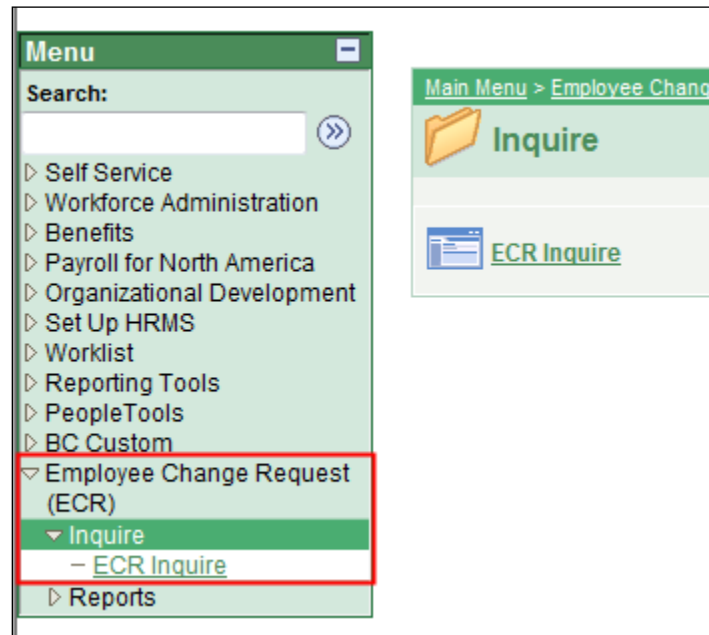 Menu
Search:
Self Service
Workforce Administration
Benefits
Payroll for North America
Organizational Development
Set Up HRMS
Worklist
Reporting Tools
PeopleTools
BC Custom
Employee Change Request
(ECR)
Inquire
ECR Inquire
Reports
Main Menu > Employee Chang
Inquire
ECR Inquire